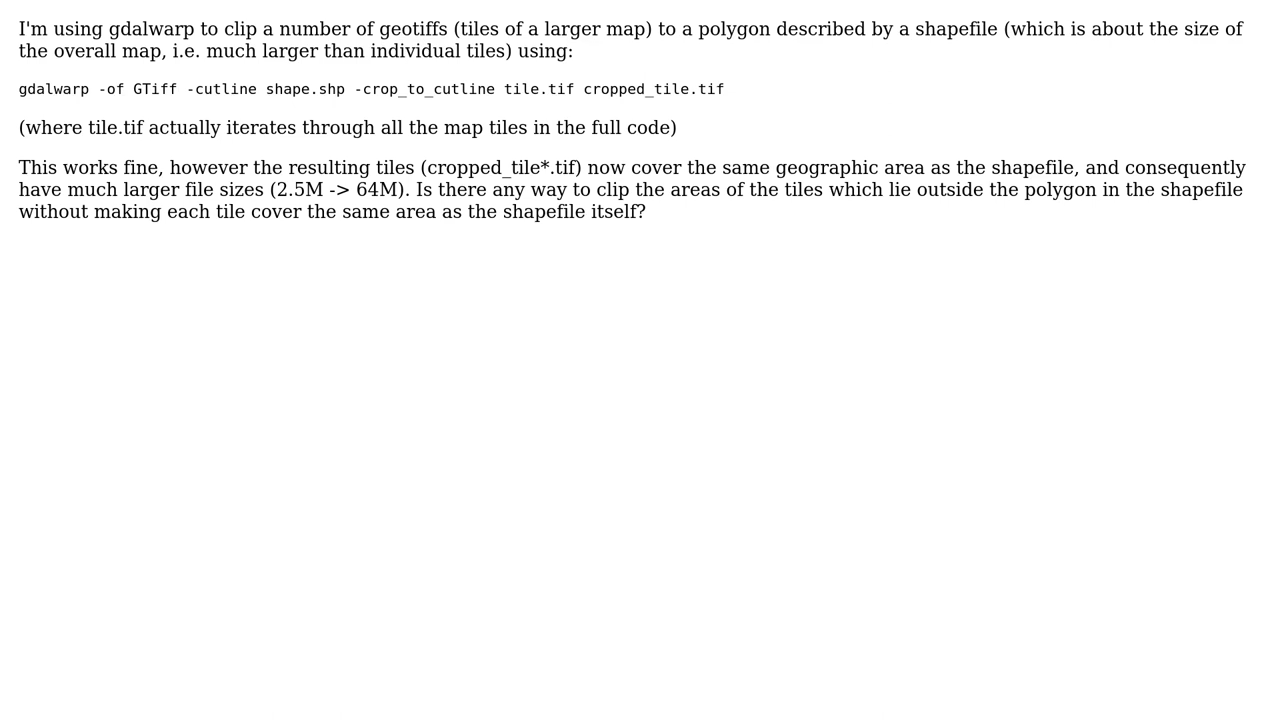 I'm using gdalwarp to clip a number of geotiffs (tiles of a larger map) to a polygon described by a shapefile (which is about the size of
the overall map, i.e. much larger than individual tiles) using:
gdalwarp -of GTiff -cutline shape.shp -crop_to_cutline tile.tif cropped_tile.tif
(where tile.tif actually iterates through all the map tiles in the full code)
This works fine, however the resulting tiles (cropped_tile*.tif) now cover the same geographic area as the shapefile, and consequently
have much larger file sizes (2.5M -> 64M). Is there any way to clip the areas of the tiles which lie outside the polygon in the shapefile
without making each tile cover the same area as the shapefile itself?